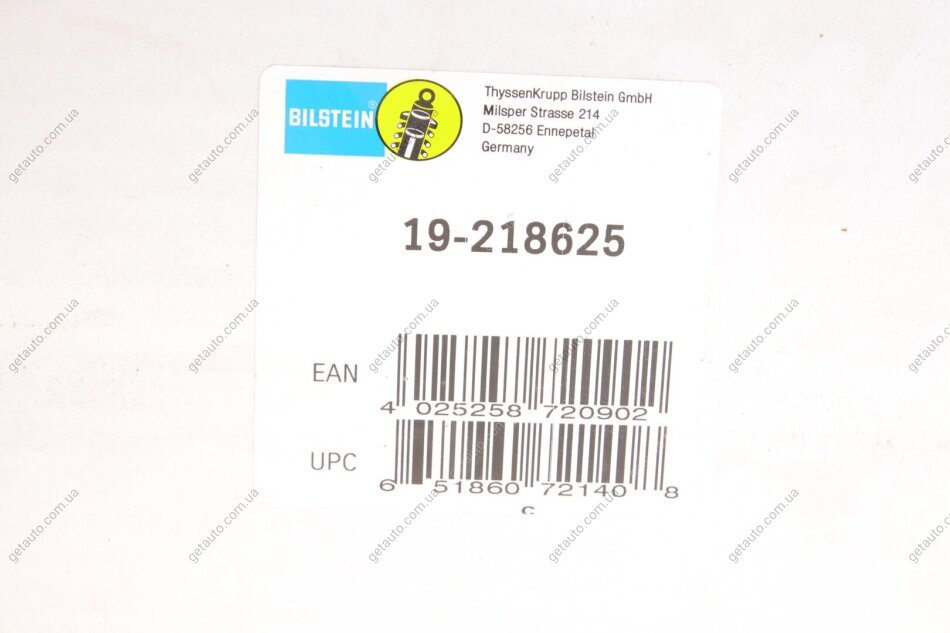 BILSTEIN®
ThyssenKrupp Bilstein GmbH
Milsper Strasse 214
D-58256 Ennepetal
Germany
19-218625
EAN
4 025258 720902
UPC
6 51860 72140 8
c
getauto.com.ua